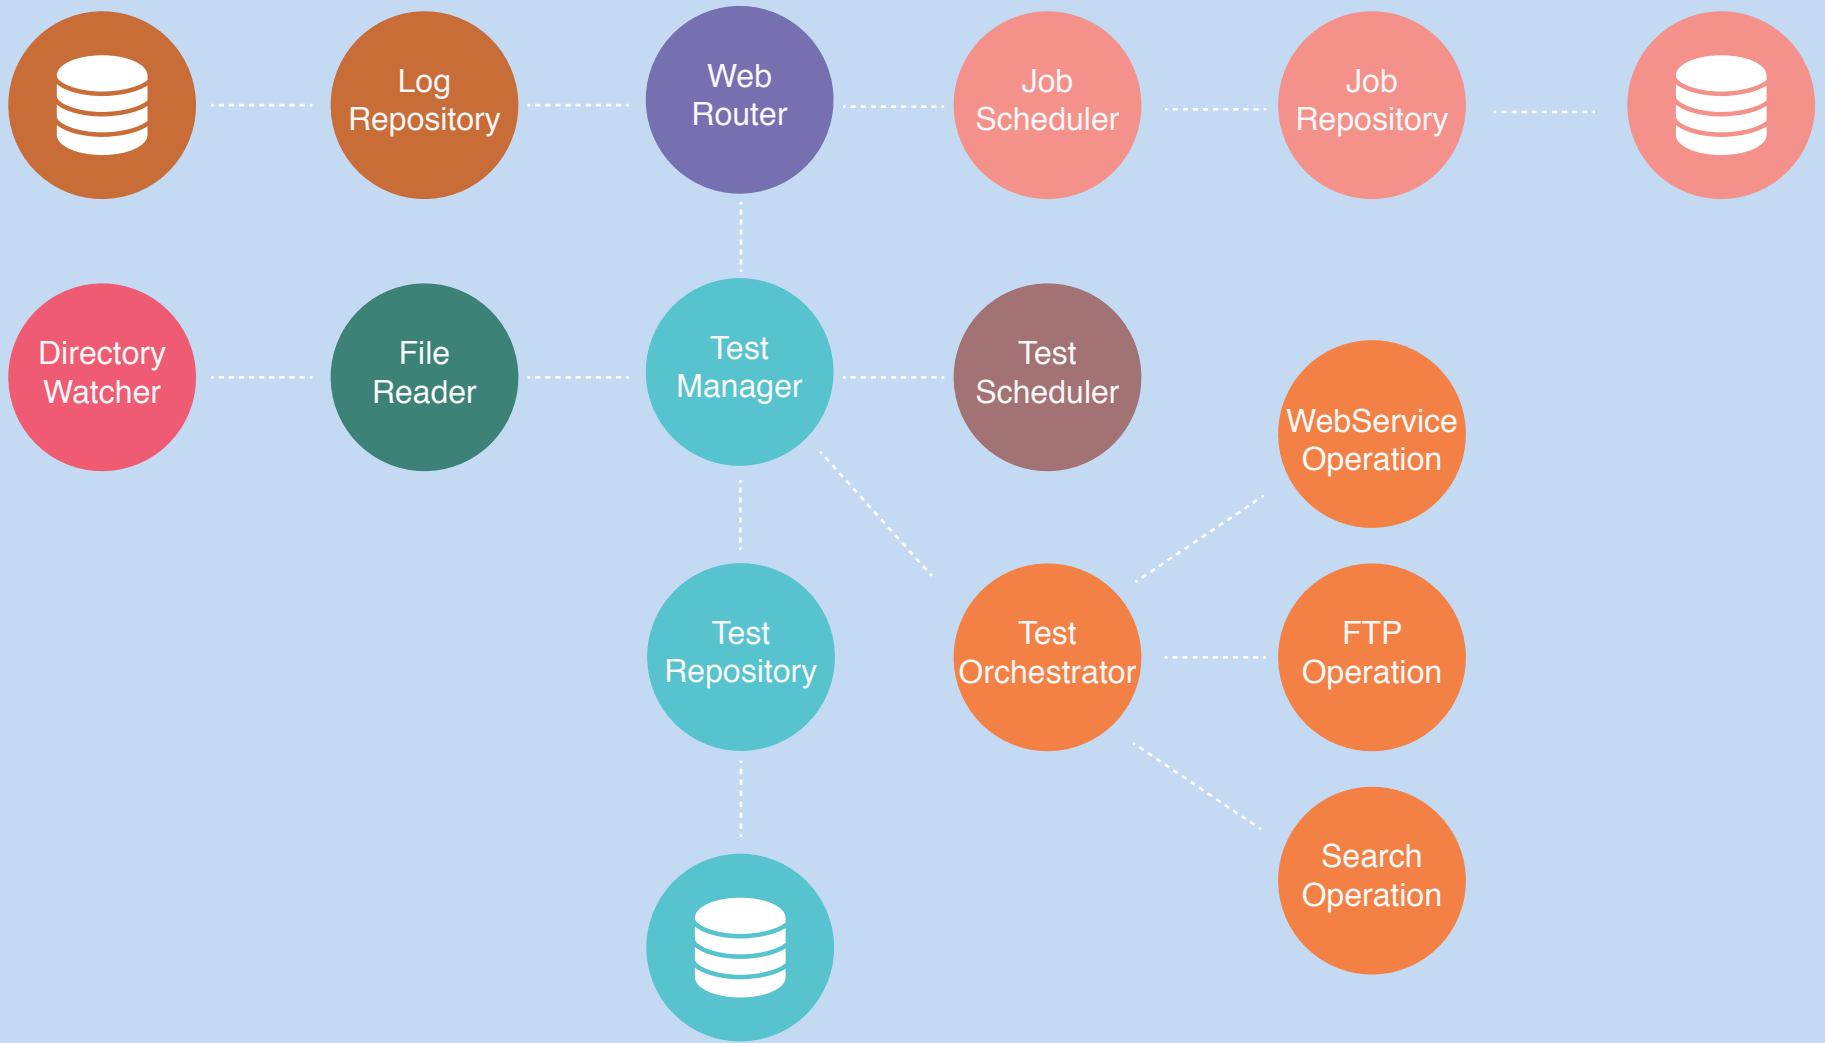 Log
Repository
Web
Router
Job
Scheduler
Job
Repository
Directory
Watcher
File
Reader
Test
Manager
Test
Scheduler
WebService
Operation
Test
Repository
Test
Orchestrator
FTP
Operation
Search
Operation